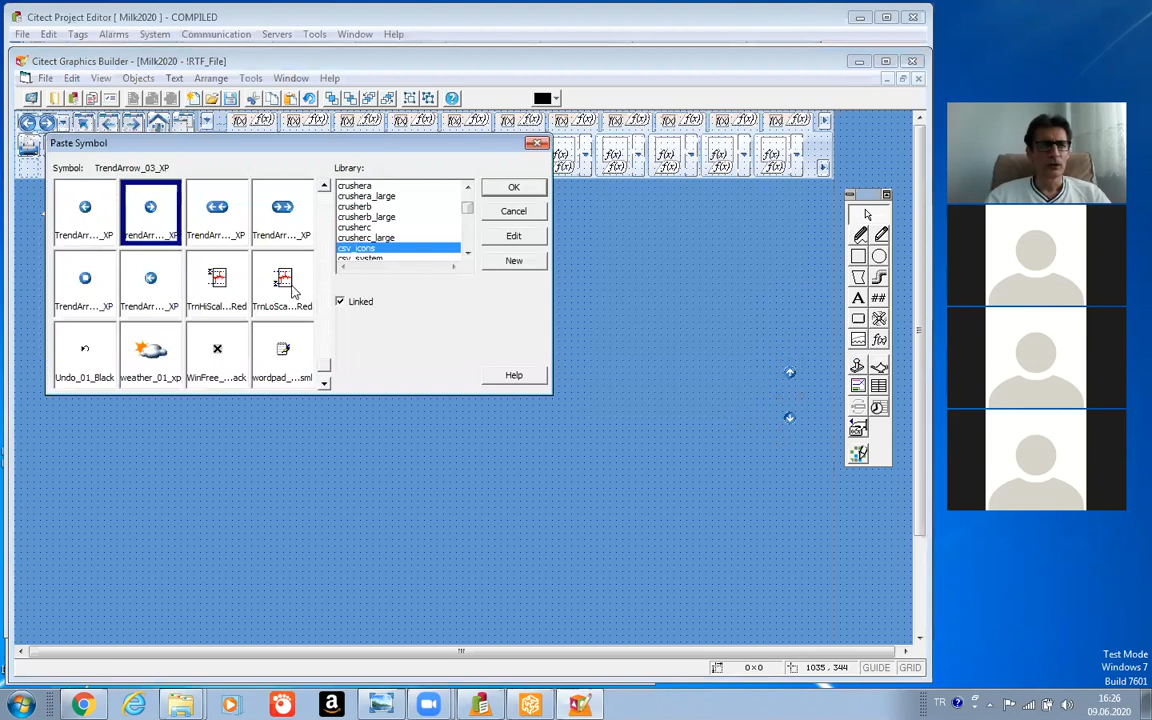 Citect Project Editor [ Milk2020 ] - COMPILED
File Edit Tags Alarms System Communication Servers Tools Window Help
Citect Graphics Builder - [Milk2020 - !RTF_File]
File Edit View Objects Text Arrange Tools Window Help
Paste Symbol
Symbol: TrendArrow_03_XP
Library:
TrendArr..._XP
TrendArr..._XP
TrendArr..._XP
TrendArr..._XP
TrendArr..._XP
TrendArr..._XP
TrnHiScal...Red
TrnLoSca...Red
Undo_01_Black
weather_01_xp
WinFree_...ack
wordpad_...sml
crushera
crushera_large
crusherb
crusherb_large
crusherc
crusherc_large
csv_icons
csv_system
OK
Cancel
Edit
New
Linked
Help
A ##
f(x)
0×0
1035, 344
GUIDE
GRID
Test Mode
Windows 7
Build 7601
TR
16:26
09.06.2020